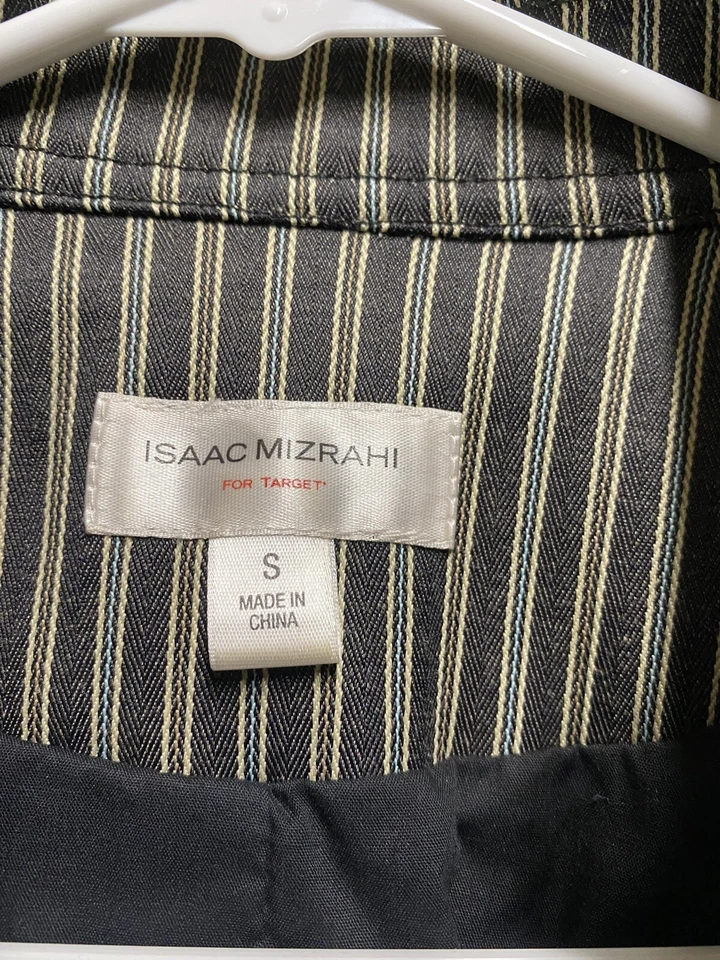 ISAAC MIZRAHI
FOR TARGET
S
MADE IN
CHINA